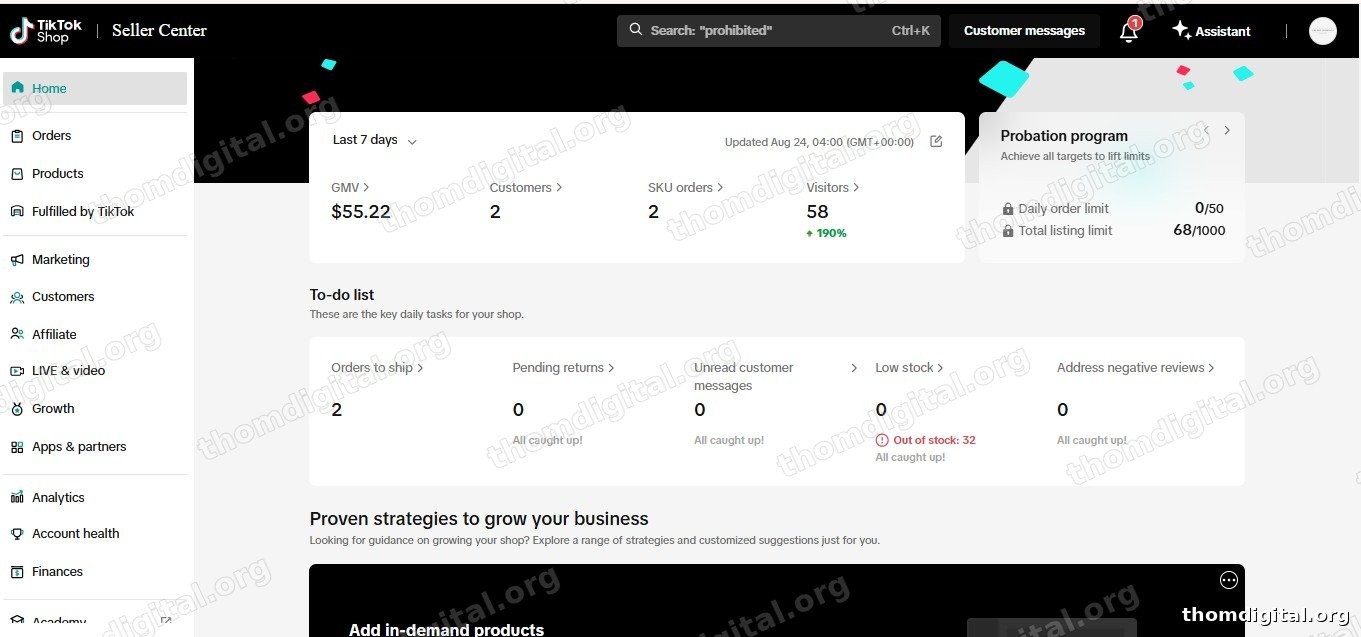 TikTok
Shop
Seller Center
Search: "prohibited"
Ctrl+K
Customer messages
1
Assistant
Home
Orders
Products
Fulfilled by TikTok
Marketing
Customers
Affiliate
LIVE & video
Growth
Apps & partners
Analytics
Account health
Finances
Academy
Last 7 days
Updated Aug 24, 04:00 (GMT+00:00)
GMV
$55.22
Customers
2
SKU orders
2
Visitors
58
190%
Probation program
Achieve all targets to lift limits
Daily order limit
0/50
Total listing limit
68/1000
To-do list
These are the key daily tasks for your shop.
Orders to ship
2
Pending returns
0
All caught up!
Unread customer
messages
0
All caught up!
Low stock
0
Out of stock: 32
All caught up!
Address negative reviews
0
All caught up!
Proven strategies to grow your business
Looking for guidance on growing your shop? Explore a range of strategies and customized suggestions just for you.
Add in-demand products
thomdigital.org